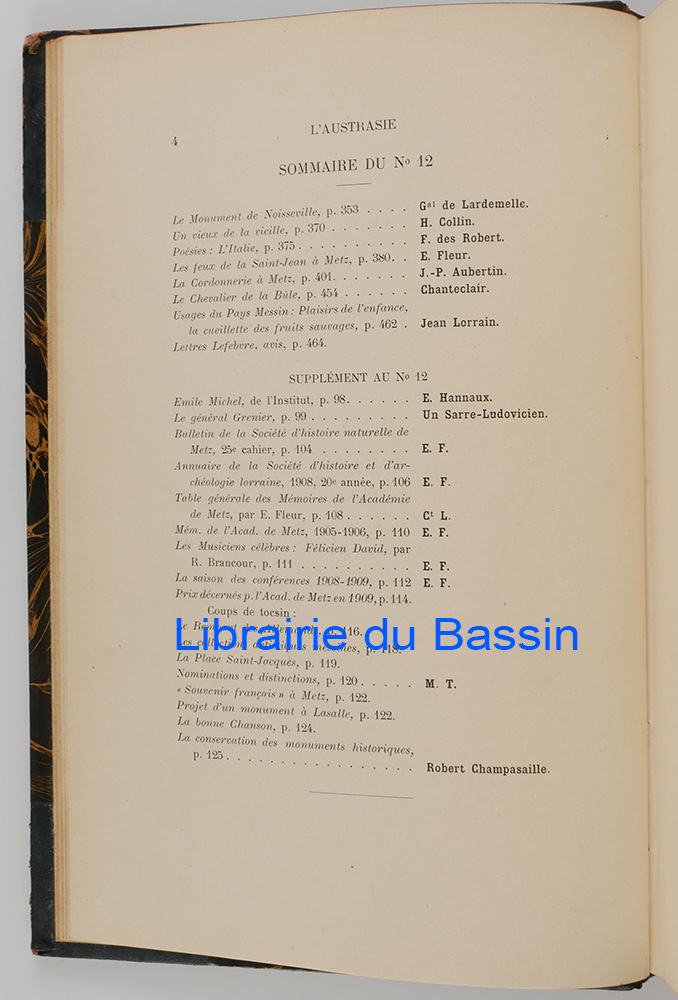 4
L'AUSTRASIE
SOMMAIRE DU No 12
Le Monument de Noisseville, p. 353 . . . . Gal de Lardemelle.
Un vieux de la vieille, p. 370 . . . . . . . H. Collin.
Poésies : L'Italie, p. 375 . . . . . . . . . . F. des Robert.
Les feux de la Saint-Jean à Metz, p. 380. . E. Fleur.
La Cordonnerie à Metz, p. 401. . . . . . . J.-P. Aubertin.
Le Chevalier de la Bûle, p. 454 . . . . . . Chanteclair.
Usages du Pays Messin : Plaisirs de l'enfance,
la cueillette des fruits sauvages, p. 462 . Jean Lorrain.
Lettres Lefebvre, avis, p. 464.
SUPPLÉMENT AU No 12
Emile Michel, de l'Institut, p. 98. . . . . . E. Hannaux.
Le général Grenier, p. 99 . . . . . . . . . Un Sarre-Ludovicien.
Bulletin de la Société d'histoire naturelle de
Metz, 25e cahier, p. 104 . . . . . . . . E. F.
Annuaire de la Société d'histoire et d'ar-
chéologie lorraine, 1908, 20e année, p. 106 E. F.
Table générale des Mémoires de l'Académie
de Metz, par E. Fleur, p. 108 . . . . . . Ct L.
Mém. de l'Acad. de Metz, 1905-1906, p. 110 E. F.
Les Musiciens célèbres : Félicien David, par
R. Brancour, p. 111 . . . . . . . . . . E. F.
La saison des conférences 1908-1909, p. 112 E. F.
Prix décernés p. l'Acad. de Metz en 1909, p. 114.
Coups de tocsin :
Le p. 116.
Librairie du Bassin
Les p. 118.
La Place Saint-Jacques, p. 119.
Nominations et distinctions, p. 120 . . . . . M. T.
« Souvenir français » à Metz, p. 122.
Projet d'un monument à Lasalle, p. 122.
La bonne Chanson, p. 124.
La conservation des monuments historiques,
p. 125 . . . . . . . . . . . . . . . . . Robert Champasaille.